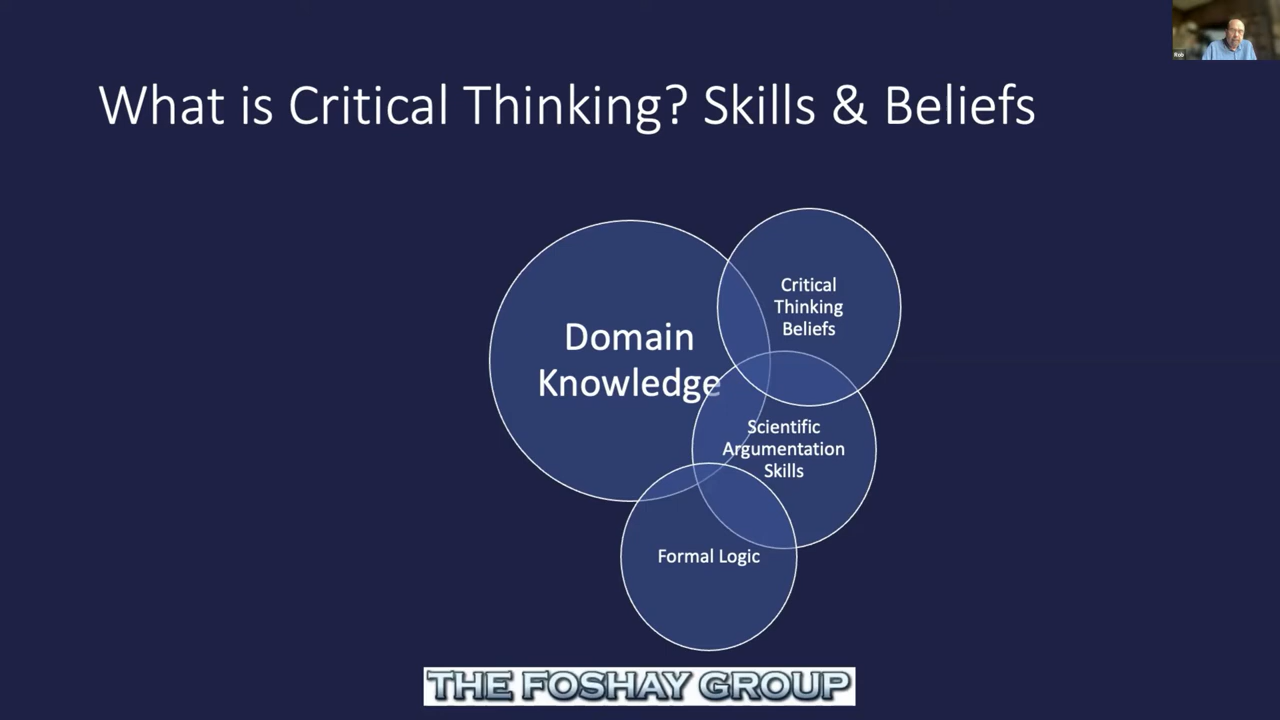 Rob
What is Critical Thinking? Skills & Beliefs
Critical
Thinking
Beliefs
Domain
Knowledge
Scientific
Argumentation
Skills
Formal Logic
THE FOSHAY GROUP